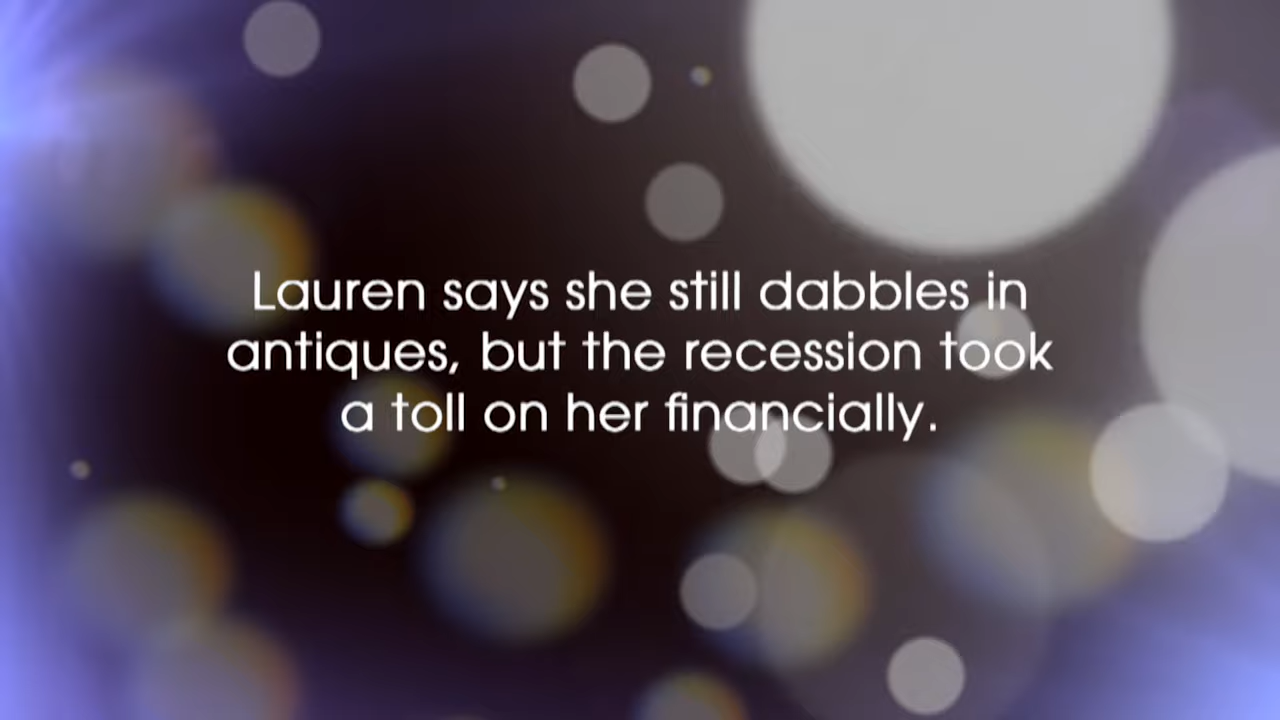 Lauren says she still dabbles in
antiques, but the recession took
a toll on her financially.